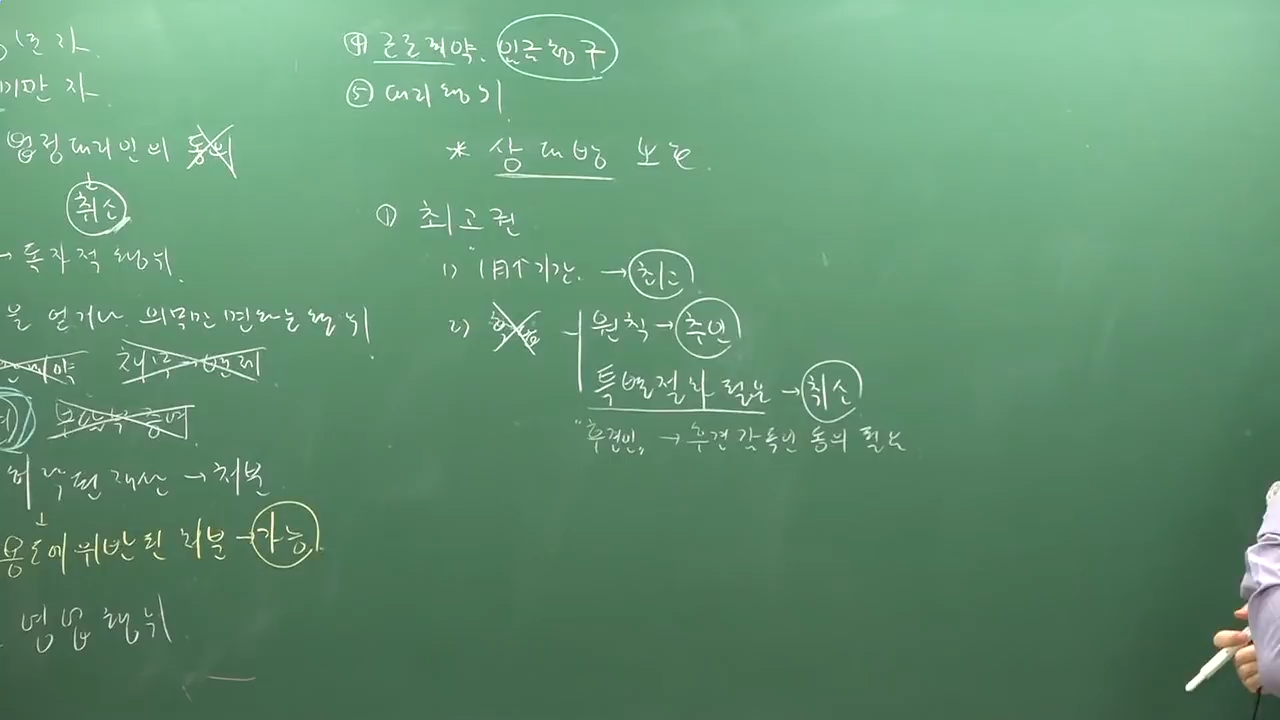 미만 자
법정대리인의 동의
취소
→ 독자적 행위
을 얻거나 의무만 면하는 행위
채무 변제
부담부 증여
허락된 재산 → 처분
용도에 위반된 처분 → 가능
영업행위
④ 근로계약. 임금청구
⑤ 대리행위
* 상대방 보호
① 최고권
1) 1月↑기간. → 최고
2) 확답 원칙 → 추인
특별절차 필요 → 취소
"후견인" → 후견감독인 동의 필요